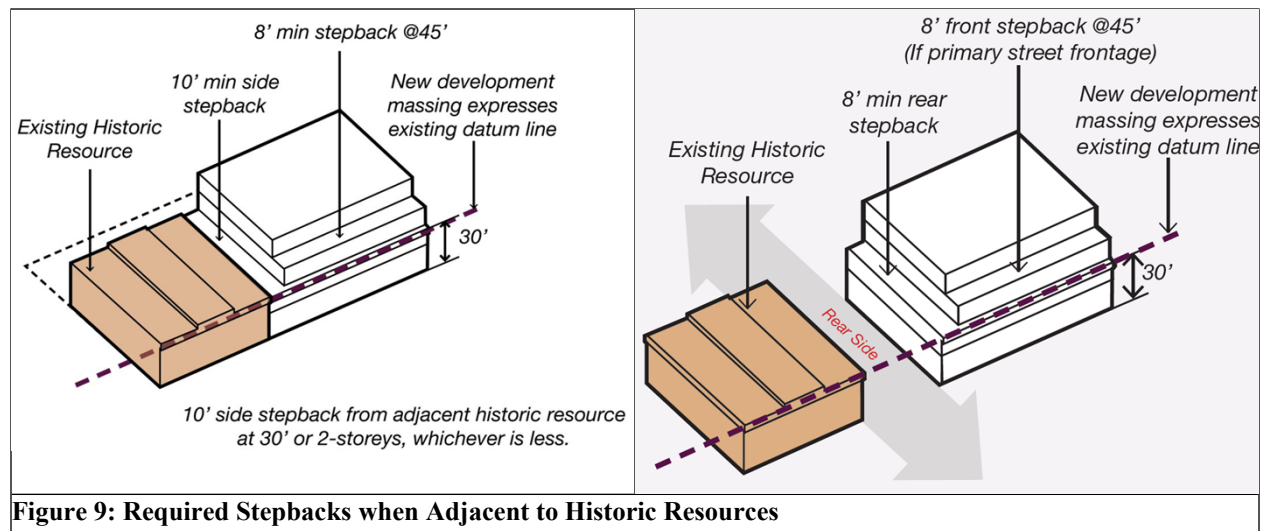 8’ min stepback @45’
10’ min side
stepback
New development
massing expresses
existing datum line
Existing Historic
Resource
30’
10’ side stepback from adjacent historic resource
at 30’ or 2-storeys, whichever is less.
8’ front stepback @45’
(If primary street frontage)
8’ min rear
stepback
New development
massing expresses
existing datum line
Existing Historic
Resource
30’
Rear Side
Figure 9: Required Stepbacks when Adjacent to Historic Resources